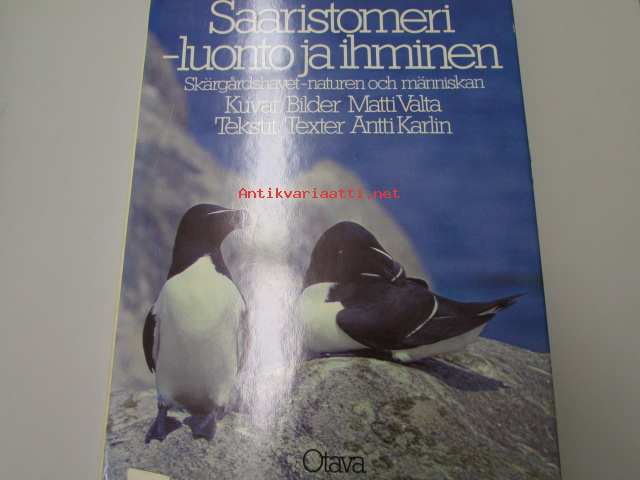 Saaristomeri
-luonto ja ihminen
Skärgårdshavet-naturen och människan
Kuvat Bilder Matti Valta
Tekstit Texter Antti Karlin
Antikvariaatti.net
Otava